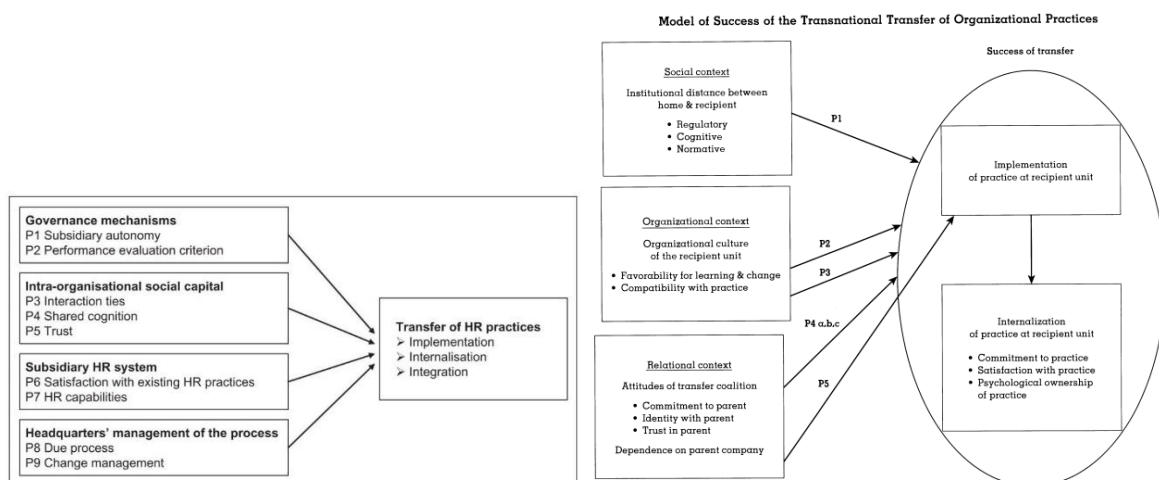 Governance mechanisms
P1 Subsidiary autonomy
P2 Performance evaluation criterion
Intra-organisational social capital
P3 Interaction ties
P4 Shared cognition
P5 Trust
Subsidiary HR system
P6 Satisfaction with existing HR practices
P7 HR capabilities
Headquarters' management of the process
P8 Due process
P9 Change management
Transfer of HR practices
➢ Implementation
➢ Internalisation
➢ Integration
Model of Success of the Transnational Transfer of Organizational Practices
Social context
Institutional distance between
home & recipient
• Regulatory
• Cognitive
• Normative
P1
Organizational context
Organizational culture
of the recipient unit
• Favorability for learning & change
• Compatibility with practice
P2
P3
Relational context
Attitudes of transfer coalition
• Commitment to parent
• Identity with parent
• Trust in parent
Dependence on parent company
P4 a,b,c
P5
Success of transfer
Implementation
of practice at recipient unit
Internalization
of practice at recipient unit
• Commitment to practice
• Satisfaction with practice
• Psychological ownership
of practice